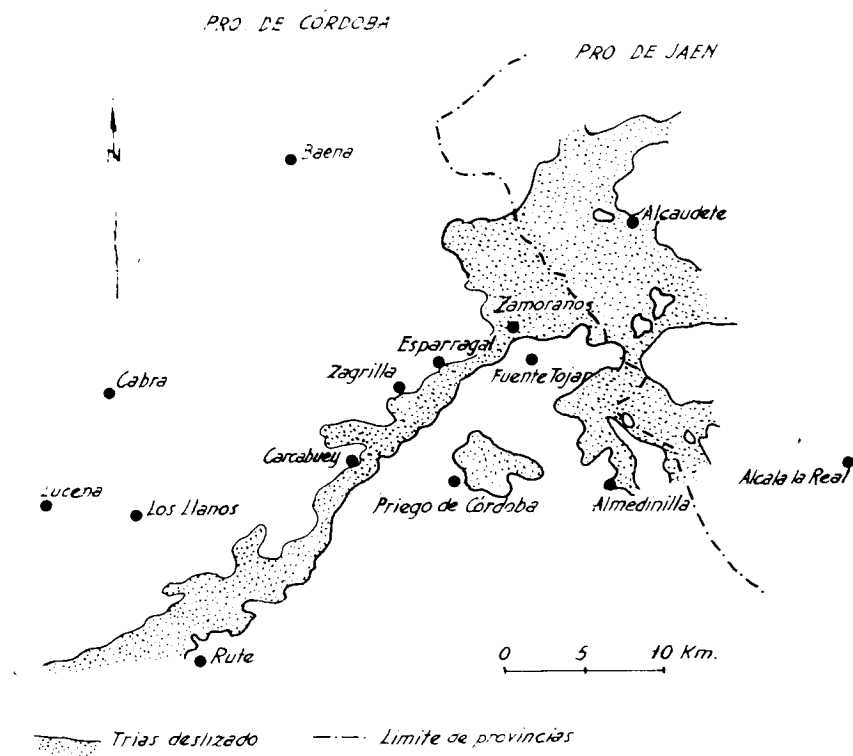 PRO. DE CÓRDOBA
PRO DE JAEN
N
Baena
Alcaudete
Zamoranos
Esparragal
Zagrilla
Fuente Tojar
Cabra
Carcabuey
Alcala la Real
Lucena
Los Llanos
Priego de Córdoba
Almedinilla
Rute
0 5 10 Km.
Trias deslizado
Limite de provincias